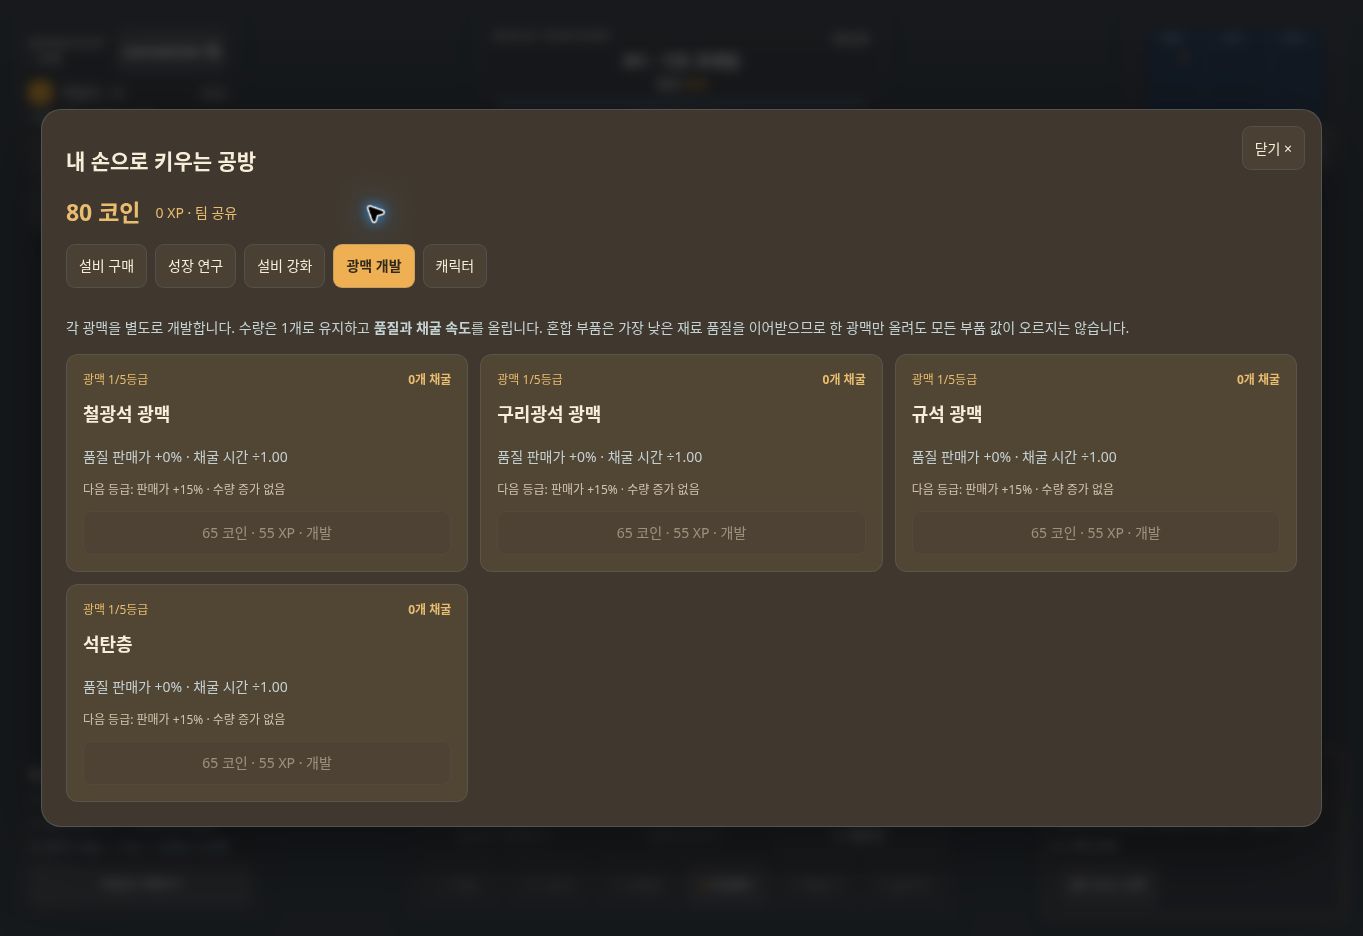 내 손으로 키우는 공방
닫기 ×
80 코인 0 XP · 팀 공유
설비 구매 성장 연구 설비 강화 광맥 개발 캐릭터
각 광맥을 별도로 개발합니다. 수량은 1개로 유지하고 품질과 채굴 속도를 올립니다. 혼합 부품은 가장 낮은 재료 품질을 이어받으므로 한 광맥만 올려도 모든 부품 값이 오르지는 않습니다.
광맥 1/5등급 0개 채굴
철광석 광맥
품질 판매가 +0% · 채굴 시간 ÷1.00
다음 등급: 판매가 +15% · 수량 증가 없음
65 코인 · 55 XP · 개발
광맥 1/5등급 0개 채굴
구리광석 광맥
품질 판매가 +0% · 채굴 시간 ÷1.00
다음 등급: 판매가 +15% · 수량 증가 없음
65 코인 · 55 XP · 개발
광맥 1/5등급 0개 채굴
규석 광맥
품질 판매가 +0% · 채굴 시간 ÷1.00
다음 등급: 판매가 +15% · 수량 증가 없음
65 코인 · 55 XP · 개발
광맥 1/5등급 0개 채굴
석탄층
품질 판매가 +0% · 채굴 시간 ÷1.00
다음 등급: 판매가 +15% · 수량 증가 없음
65 코인 · 55 XP · 개발